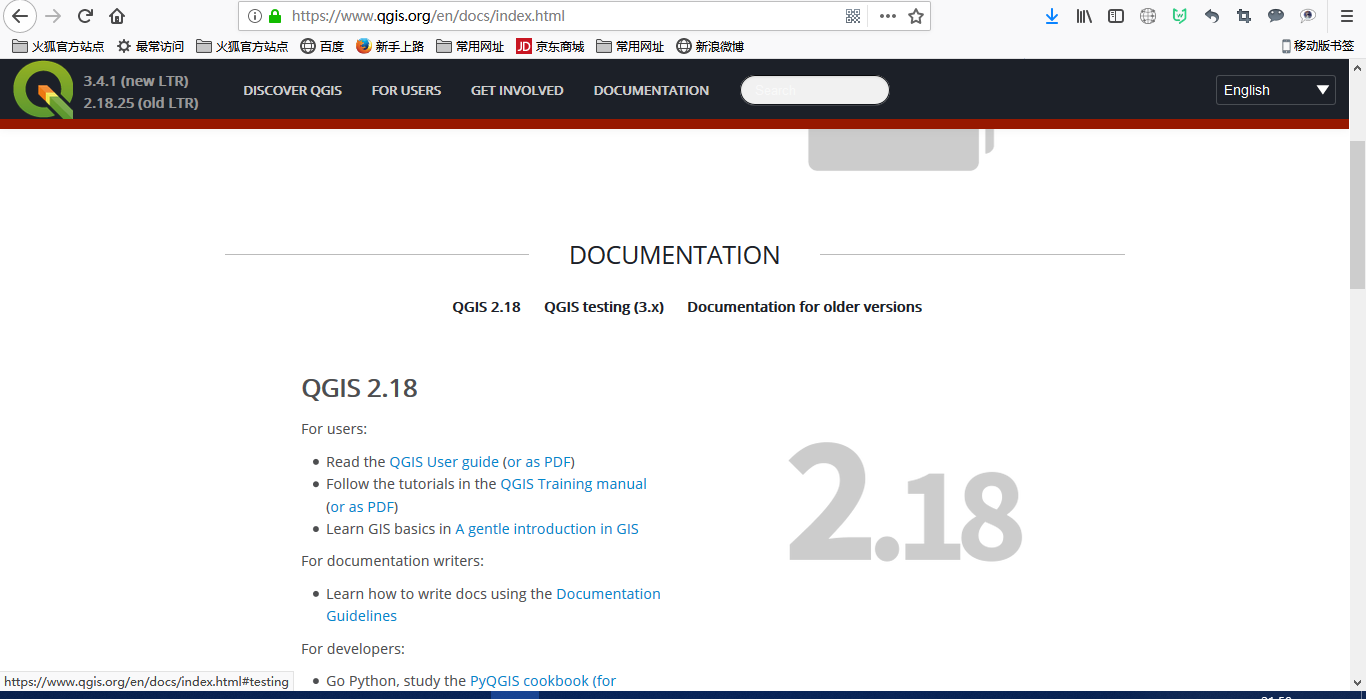 https://www.qgis.org/en/docs/index.html
火狐官方站点 最常访问 火狐官方站点 百度 新手上路 常用网址 JD 京东商城 常用网址 新浪微博 移动版书签
3.4.1 (new LTR)
2.18.25 (old LTR)
DISCOVER QGIS FOR USERS GET INVOLVED DOCUMENTATION Search English
DOCUMENTATION
QGIS 2.18 QGIS testing (3.x) Documentation for older versions
QGIS 2.18
For users:
Read the QGIS User guide (or as PDF)
Follow the tutorials in the QGIS Training manual
(or as PDF)
Learn GIS basics in A gentle introduction in GIS
2.18
For documentation writers:
Learn how to write docs using the Documentation
Guidelines
For developers:
Go Python, study the PyQGIS cookbook (for
https://www.qgis.org/en/docs/index.html#testing